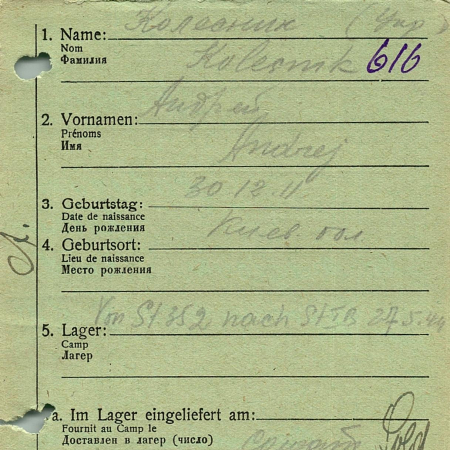 Колесник (Укр)
1. Name:
Nom
Фамилия
Kolesnik 616
Андрей
2. Vornamen:
Prénoms
Имя
Andrej
30 12 11
3. Geburtstag:
Date de naissance
День рождения
Киев. обл.
4. Geburtsort:
Lieu de naissance
Место рождения
Von St 352 nach St IB 27.5.44
5. Lager:
Camp
Лагер
a. Im Lager eingeliefert am:
Fournit au Camp le
Доставлен в лагер (число)